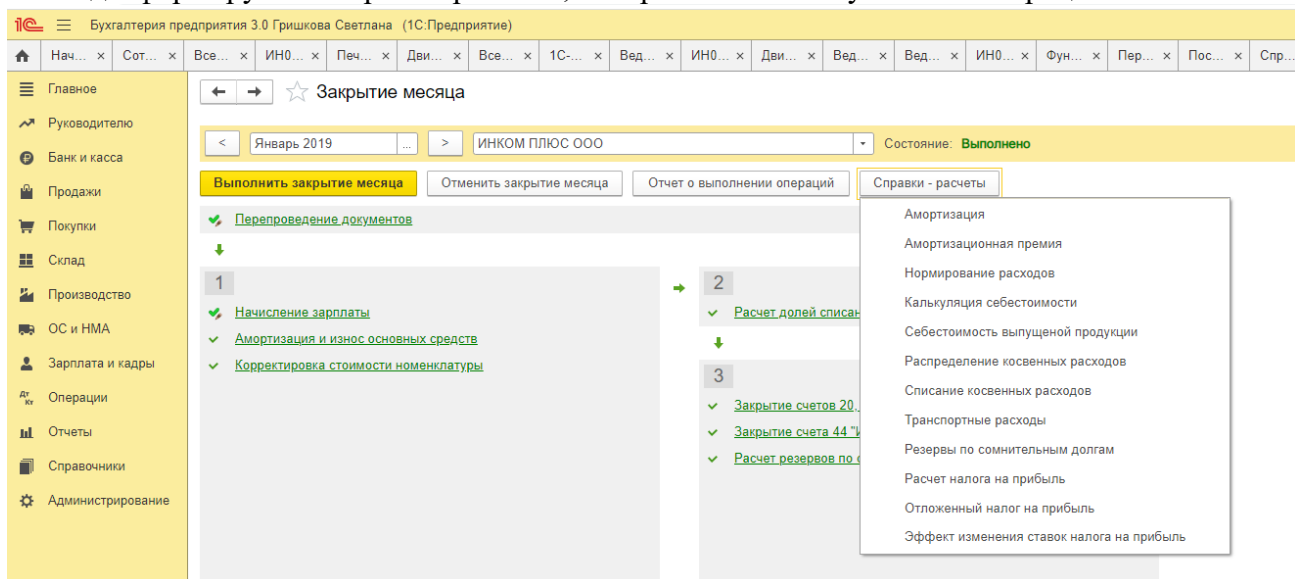 1С Бухгалтерия предприятия 3.0 Гришкова Светлана (1С:Предприятие)
Нач... × Сот... × Все... × ИН0... × Печ... × Дви... × Все... × 1С-... × Вед... × ИН0... × Дви... × Вед... × Вед... × ИН0... × Фун... × Пер... × Пос... × Спр...
Главное
Руководителю
Банк и касса
Продажи
Покупки
Склад
Производство
ОС и НМА
Зарплата и кадры
Дт Кт Операции
Отчеты
Справочники
Администрирование
Закрытие месяца
< Январь 2019 ... > ИНКОМ ПЛЮС ООО Состояние: Выполнено
Выполнить закрытие месяца Отменить закрытие месяца Отчет о выполнении операций Справки - расчеты
Перепроведение документов
1
Начисление зарплаты
Амортизация и износ основных средств
Корректировка стоимости номенклатуры
2
Расчет долей списан
3
Закрытие счетов 20,
Закрытие счета 44 "И
Расчет резервов по с
Амортизация
Амортизационная премия
Нормирование расходов
Калькуляция себестоимости
Себестоимость выпущеной продукции
Распределение косвенных расходов
Списание косвенных расходов
Транспортные расходы
Резервы по сомнительным долгам
Расчет налога на прибыль
Отложенный налог на прибыль
Эффект изменения ставок налога на прибыль